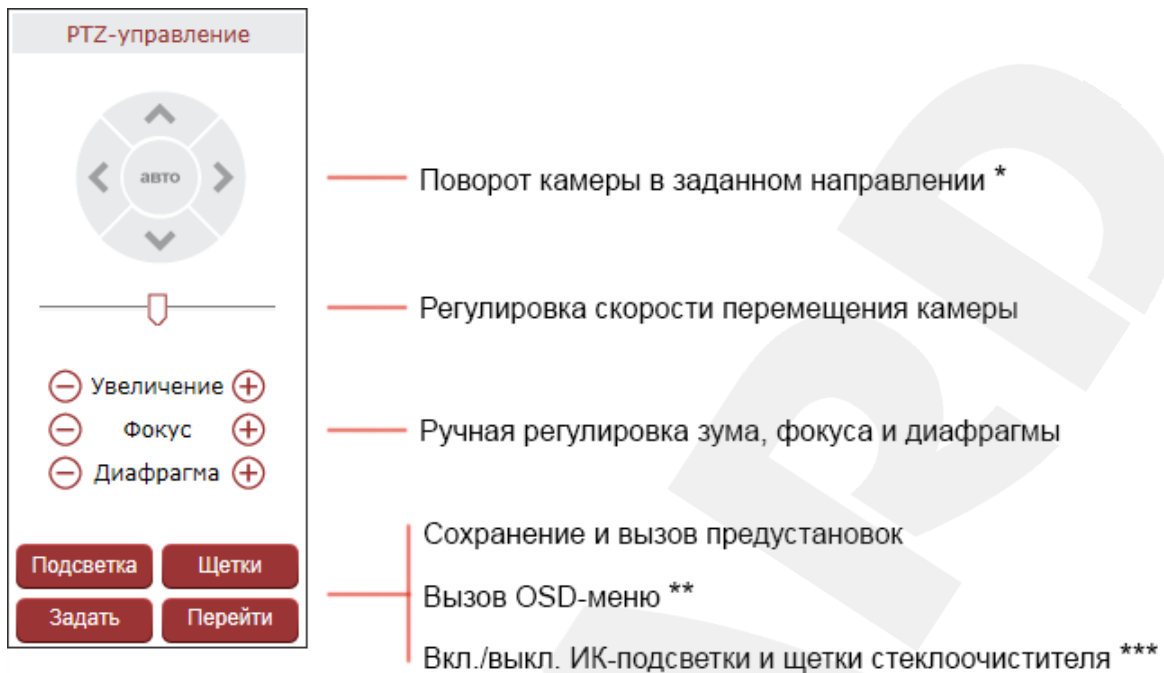 PTZ-управление
авто
Поворот камеры в заданном направлении *
Регулировка скорости перемещения камеры
Увеличение
Фокус
Диафрагма
Ручная регулировка зума, фокуса и диафрагмы
Подсветка Щетки
Задать Перейти
Сохранение и вызов предустановок
Вызов OSD-меню **
Вкл./выкл. ИК-подсветки и щетки стеклоочистителя ***